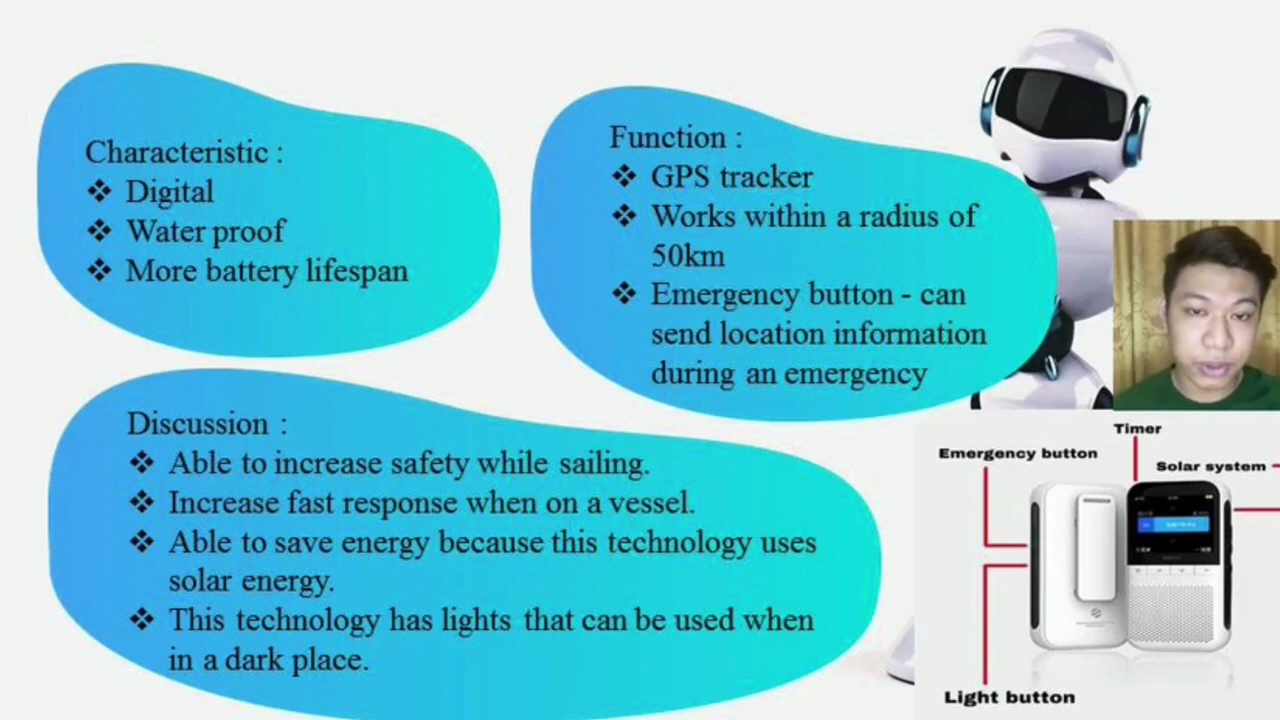 Characteristic :
❖ Digital
❖ Water proof
❖ More battery lifespan
Function :
❖ GPS tracker
❖ Works within a radius of
50km
❖ Emergency button - can
send location information
during an emergency
Discussion :
❖ Able to increase safety while sailing.
❖ Increase fast response when on a vessel.
❖ Able to save energy because this technology uses
solar energy.
❖ This technology has lights that can be used when
in a dark place.
Timer
Emergency button
Solar system
Light button